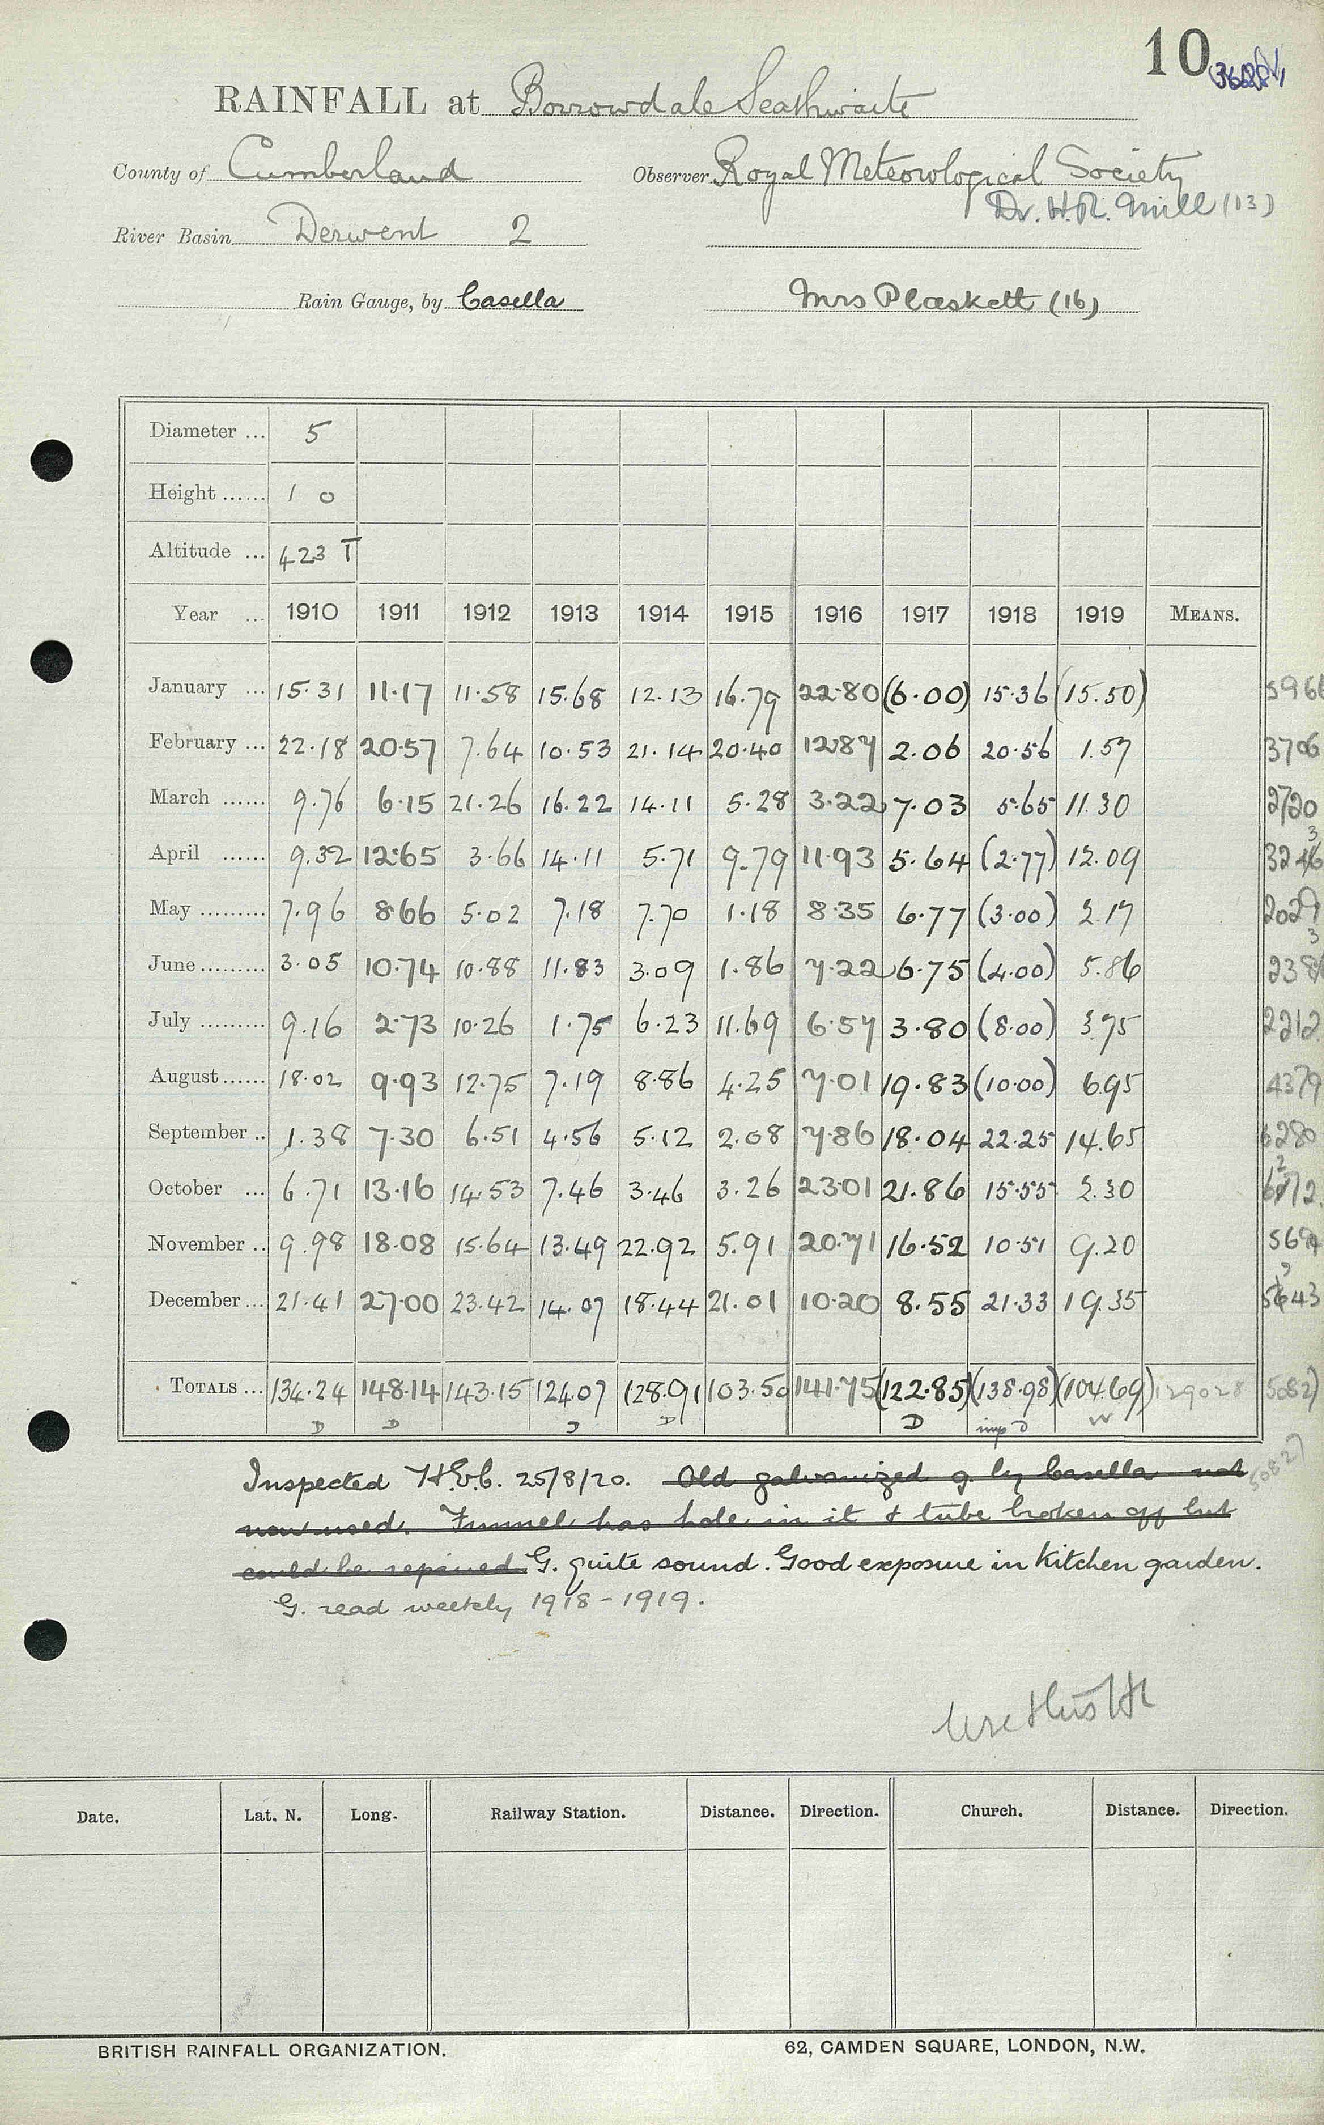 10
RAINFALL at Borrowdale Seathwaite
County of Cumberland Observer Royal Meteorological Society
Dr. H.R. Mill (13)
River Basin Derwent 2
Rain Gauge, by Casella Mrs Plaskett (16)
Diameter ... 5
Height ...... 1 0
Altitude ... 423 T
Year ... 1910 1911 1912 1913 1914 1915 1916 1917 1918 1919 MEANS.
January ... 15.31 11.17 11.58 15.68 12.13 16.79 22.80 (6.00) 15.36 (15.50) 5966
February ... 22.18 20.57 7.64 10.53 21.14 20.40 12.87 2.06 20.56 1.57 3706
March ...... 9.76 6.15 21.26 16.22 14.11 5.28 3.22 7.03 5.65 11.30 2720
April ...... 9.32 12.65 3.66 14.11 5.71 9.79 11.93 5.64 (2.77) 12.09
May ......... 7.96 8.66 5.02 7.18 7.70 1.18 8.35 6.77 (3.00) 2.17 2029
June ......... 3.05 10.74 10.88 11.83 3.09 1.86 7.22 6.75 (4.00) 5.86
July ......... 9.16 2.73 10.26 1.75 6.23 11.69 6.57 3.80 (8.00) 3.75 2212
August ...... 18.02 9.93 12.75 7.19 8.86 4.25 7.01 19.83 (10.00) 6.95 4379
September .. 1.38 7.30 6.51 4.56 5.12 2.08 7.86 18.04 22.25 14.65 6280
October ... 6.71 13.16 14.53 7.46 3.46 3.26 23.01 21.86 15.55 2.30
November .. 9.98 18.08 15.64 13.49 22.92 5.91 20.71 16.52 10.51 9.20 5694
December ... 21.41 27.00 23.42 14.07 18.44 21.01 10.20 8.55 21.33 19.35
TOTALS ... 134.24 148.14 143.15 124.07 128.91 103.50 141.75 (122.85) (138.98) (104.69) 129028 50827
D D D D D imp D W
50827
Inspected H.E.C. 25/8/20. Old galvanized g. by Casella not
now used. Funnel has hole in it & tube broken off but
could be repaired G. quite sound. Good exposure in Kitchen garden.
G. read weekly 1918 - 1919.
Date. Lat. N. Long. Railway Station. Distance. Direction. Church. Distance. Direction.
BRITISH RAINFALL ORGANIZATION. 62, CAMDEN SQUARE, LONDON, N.W.